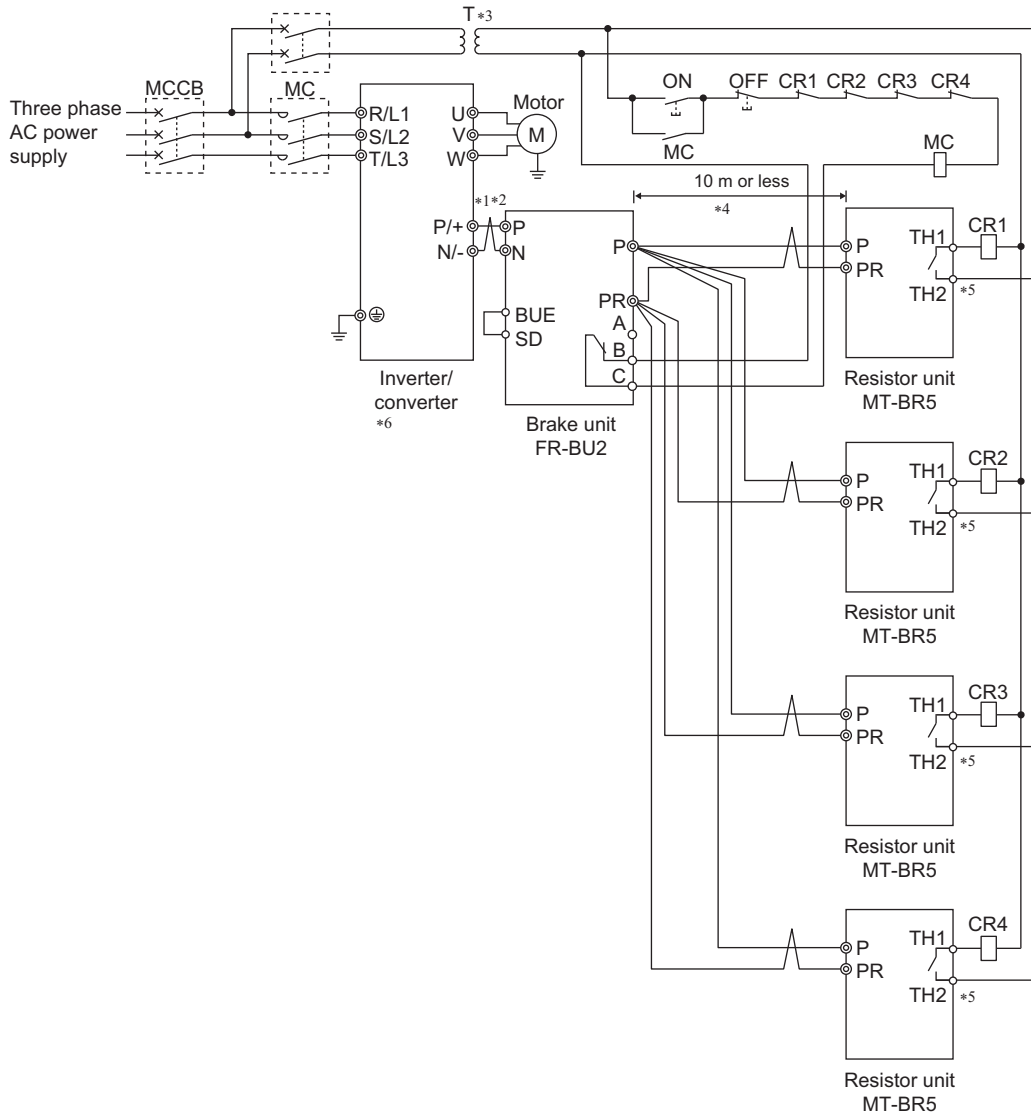 T *3
MCCB
MC
ON
OFF
CR1
CR2
CR3
CR4
Three phase
AC power
supply
R/L1
S/L2
T/L3
U
V
W
Motor
M
MC
MC
10 m or less
*4
*1 *2
P/+
N/-
P
N
BUE
SD
P
PR
A
B
C
Inverter/
converter
*6
Brake unit
FR-BU2
P
PR
TH1
TH2
CR1
*5
Resistor unit
MT-BR5
P
PR
TH1
TH2
CR2
*5
Resistor unit
MT-BR5
P
PR
TH1
TH2
CR3
*5
Resistor unit
MT-BR5
P
PR
TH1
TH2
CR4
*5
Resistor unit
MT-BR5